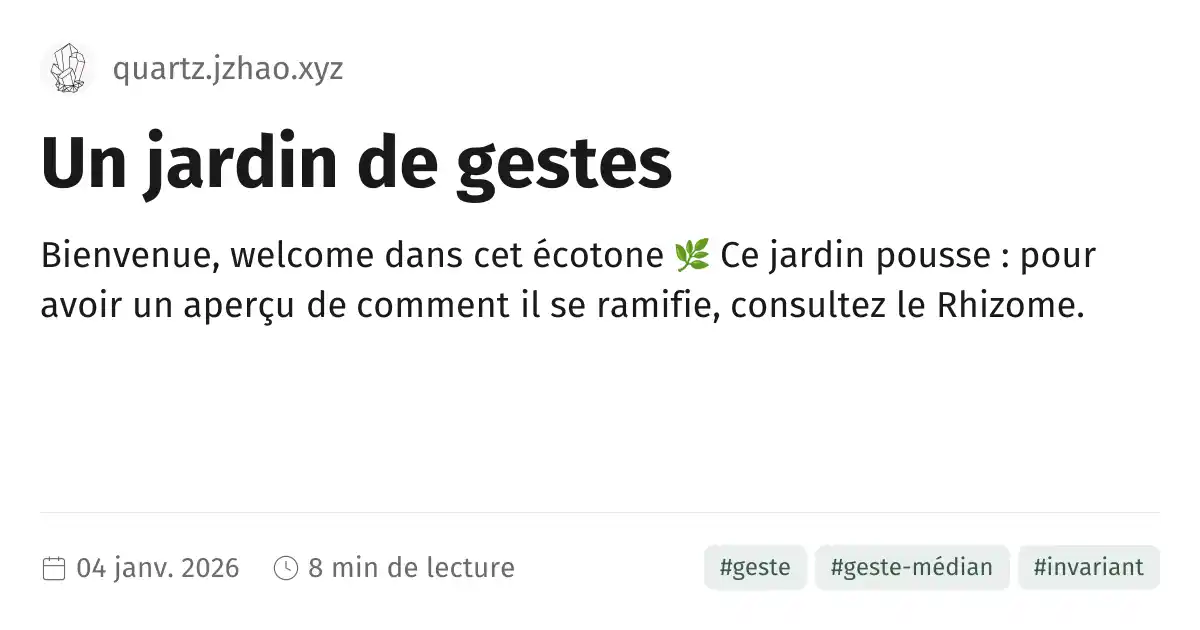 quartz.jzhao.xyz
Un jardin de gestes
Bienvenue, welcome dans cet écotone 🌿 Ce jardin pousse : pour
avoir un aperçu de comment il se ramifie, consultez le Rhizome.
04 janv. 2026 8 min de lecture #geste #geste-médian #invariant